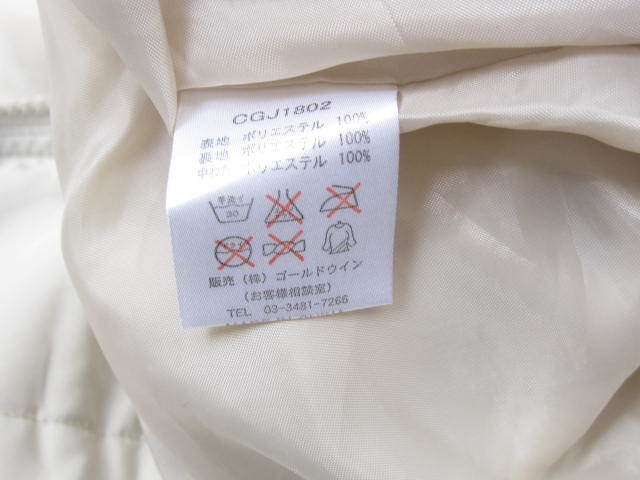 CGJ1802
表地 ポリエステル 100%
裏地 ポリエステル 100%
中わた ポリエステル 100%
手洗イ
30
販売 (株) ゴールドウイン
(お客様相談室)
TEL 03-3481-7266